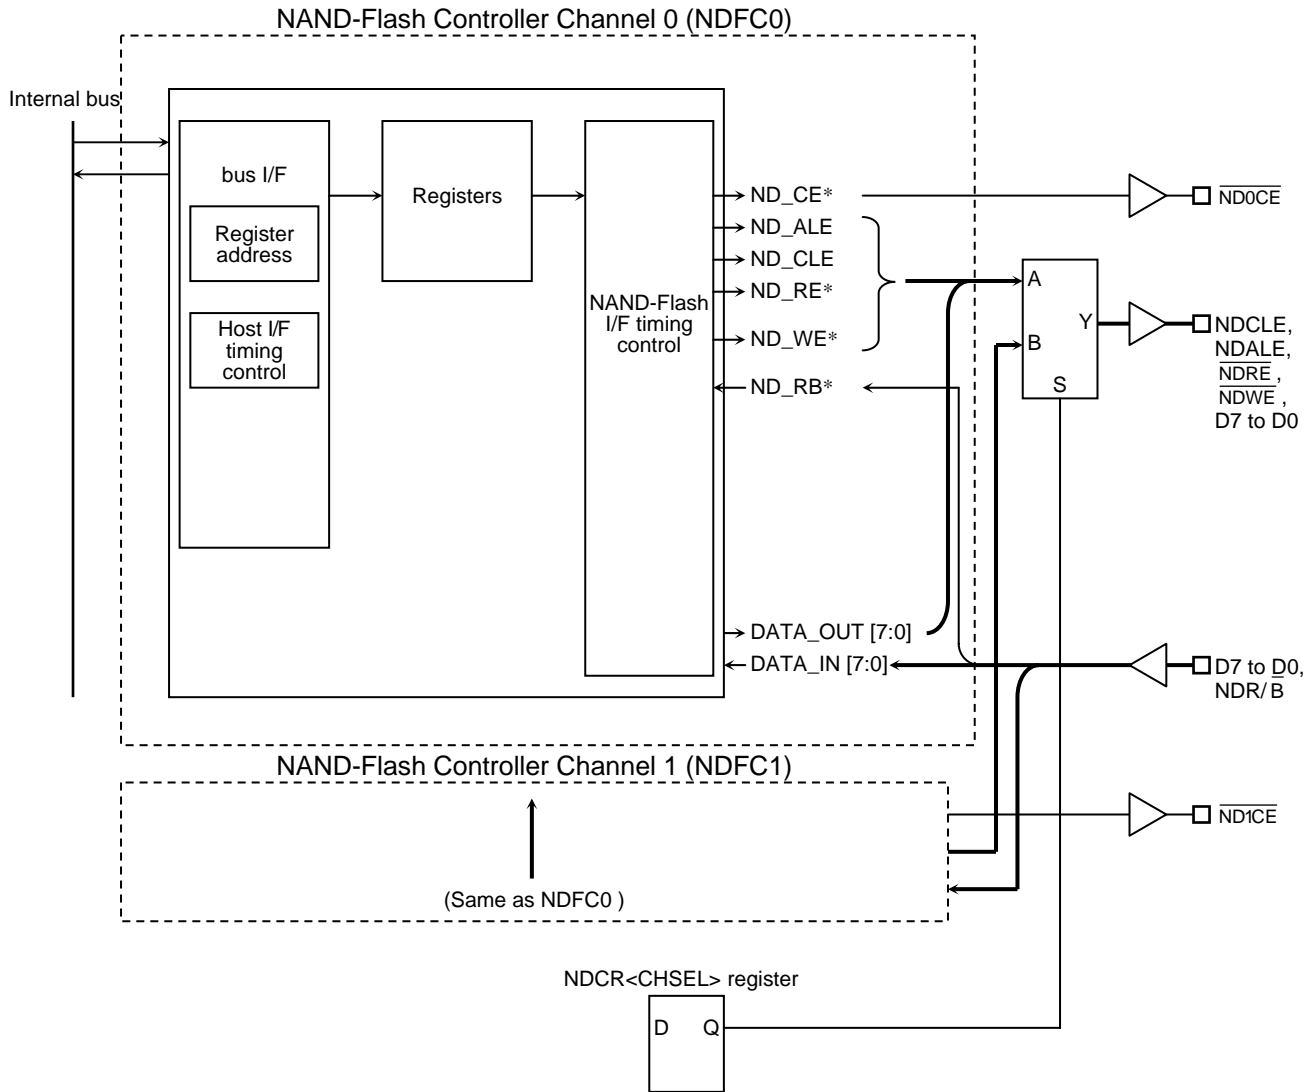 NAND-Flash Controller Channel 0 (NDFC0)
Internal bus
bus I/F
Register
address
Host I/F
timing
control
Registers
NAND-Flash
I/F timing
control
ND_CE*
ND_ALE
ND_CLE
ND_RE*
ND_WE*
ND_RB*
DATA_OUT [7:0]
DATA_IN [7:0]
A
B
Y
S
ND0CE
NDCLE,
NDALE,
NDRE,
NDWE,
D7 to D0
D7 to D0,
NDR/B
NAND-Flash Controller Channel 1 (NDFC1)
(Same as NDFC0 )
ND1CE
NDCR<CHSEL> register
D Q